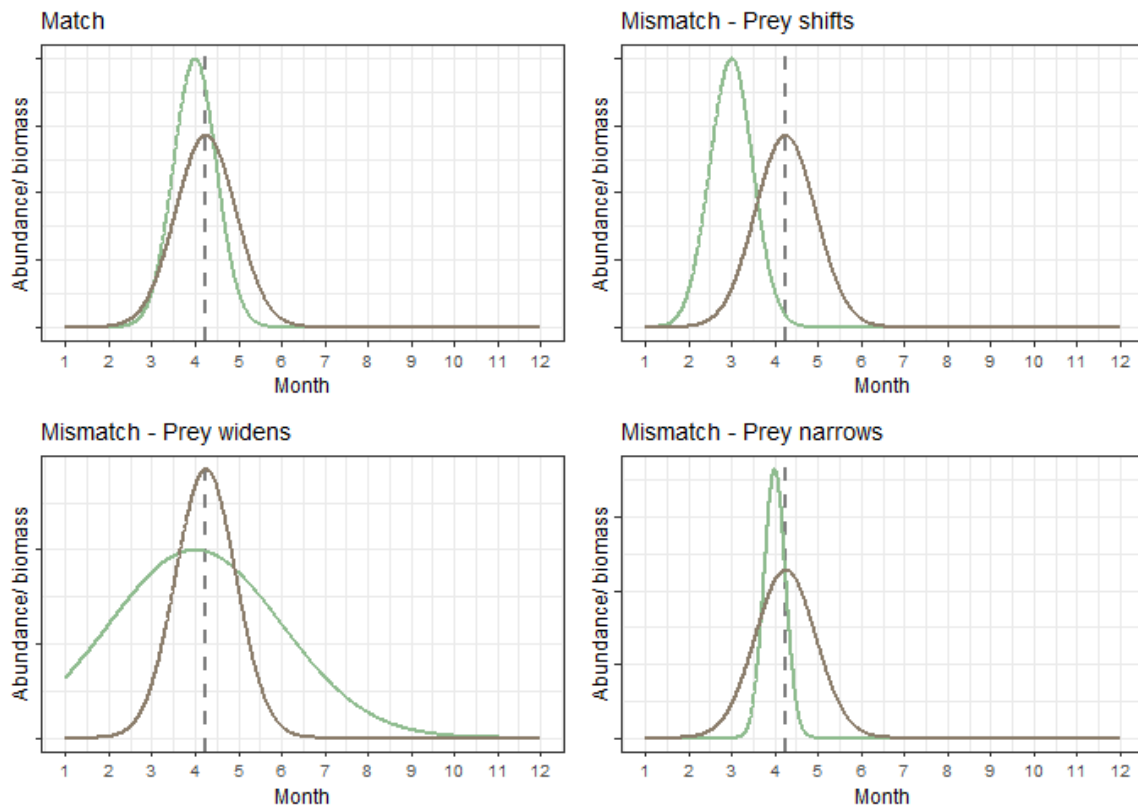 Match
Abundance/ biomass
1 2 3 4 5 6 7 8 9 10 11 12
Month
Mismatch - Prey shifts
Abundance/ biomass
1 2 3 4 5 6 7 8 9 10 11 12
Month
Mismatch - Prey widens
Abundance/ biomass
1 2 3 4 5 6 7 8 9 10 11 12
Month
Mismatch - Prey narrows
Abundance/ biomass
1 2 3 4 5 6 7 8 9 10 11 12
Month